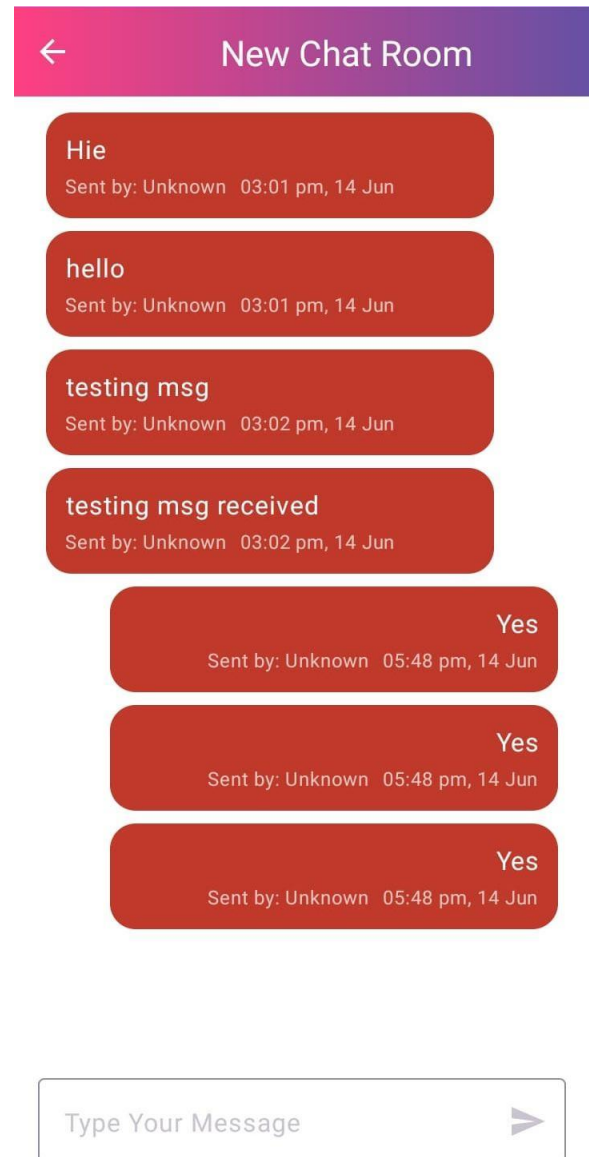 New Chat Room
Hie
Sent by: Unknown 03:01 pm, 14 Jun
hello
Sent by: Unknown 03:01 pm, 14 Jun
testing msg
Sent by: Unknown 03:02 pm, 14 Jun
testing msg received
Sent by: Unknown 03:02 pm, 14 Jun
Yes
Sent by: Unknown 05:48 pm, 14 Jun
Yes
Sent by: Unknown 05:48 pm, 14 Jun
Yes
Sent by: Unknown 05:48 pm, 14 Jun
Type Your Message